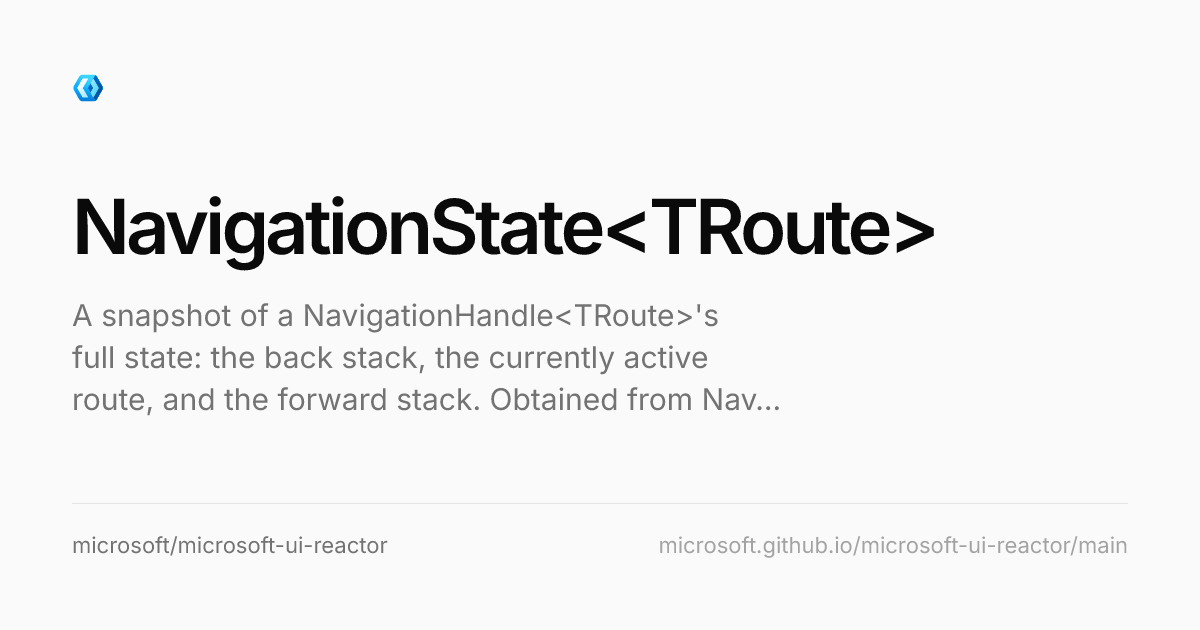 NavigationState<TRoute>
A snapshot of a NavigationHandle<TRoute>'s
full state: the back stack, the currently active
route, and the forward stack. Obtained from Nav...
microsoft/microsoft-ui-reactor
microsoft.github.io/microsoft-ui-reactor/main